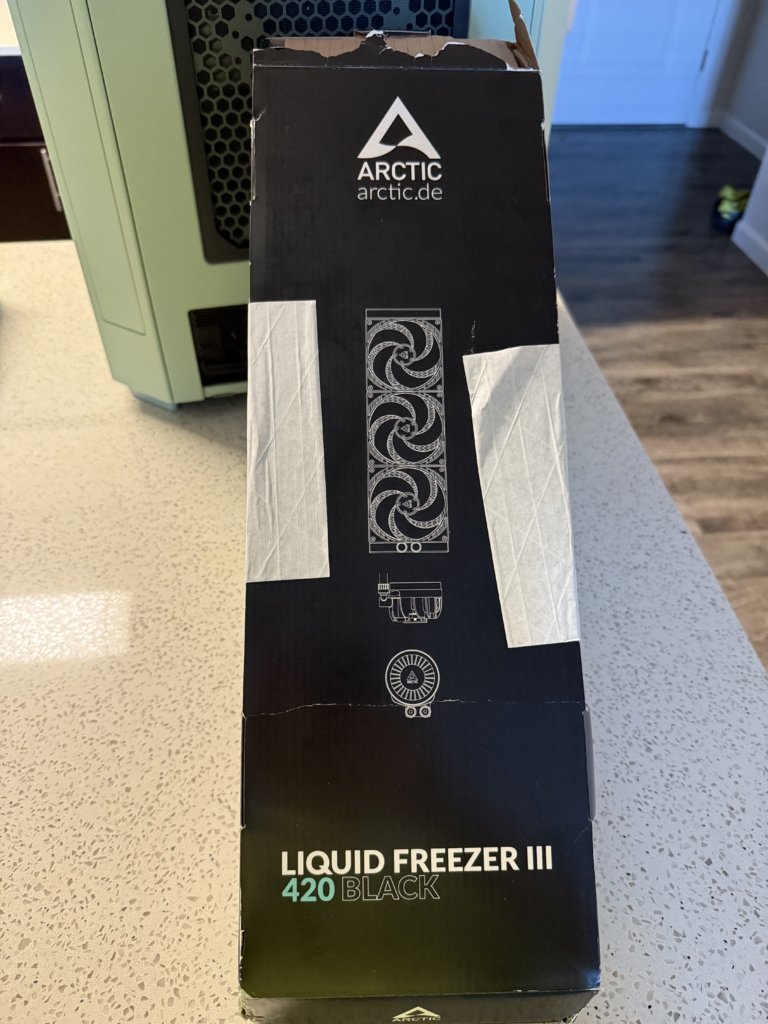 ARCTIC
arctic.de
LIQUID FREEZER III
420 BLACK
ARCTIC